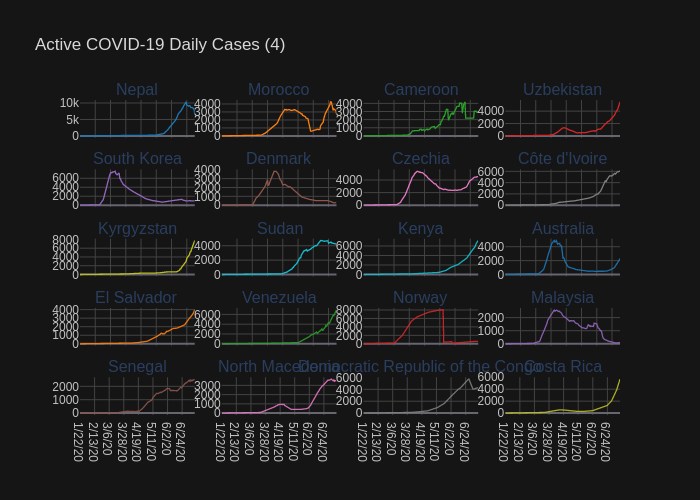 Active COVID-19 Daily Cases (4)
Nepal Morocco Cameroon Uzbekistan
10k 5k 0
4000 3000 2000 1000 0
4000 3000 2000 1000 0
4000 2000 0
South Korea Denmark Czechia Côte d'Ivoire
6000 4000 2000 0
4000 3000 2000 1000 0
4000 2000 0
6000 4000 2000 0
Kyrgyzstan Sudan Kenya Australia
8000 6000 4000 2000 0
4000 2000 0
6000 4000 2000 0
4000 2000 0
El Salvador Venezuela Norway Malaysia
4000 3000 2000 1000 0
6000 4000 2000 0
8000 6000 4000 2000 0
2000 1000 0
Senegal North Macedonia Democratic Republic of the Congo Costa Rica
2000 1000 0
3000 2000 1000 0
6000 4000 2000 0
6000 4000 2000 0
1/22/20 2/13/20 3/6/20 3/28/20 4/19/20 5/11/20 6/2/20 6/24/20
1/22/20 2/13/20 3/6/20 3/28/20 4/19/20 5/11/20 6/2/20 6/24/20
1/22/20 2/13/20 3/6/20 3/28/20 4/19/20 5/11/20 6/2/20 6/24/20
1/22/20 2/13/20 3/6/20 3/28/20 4/19/20 5/11/20 6/2/20 6/24/20